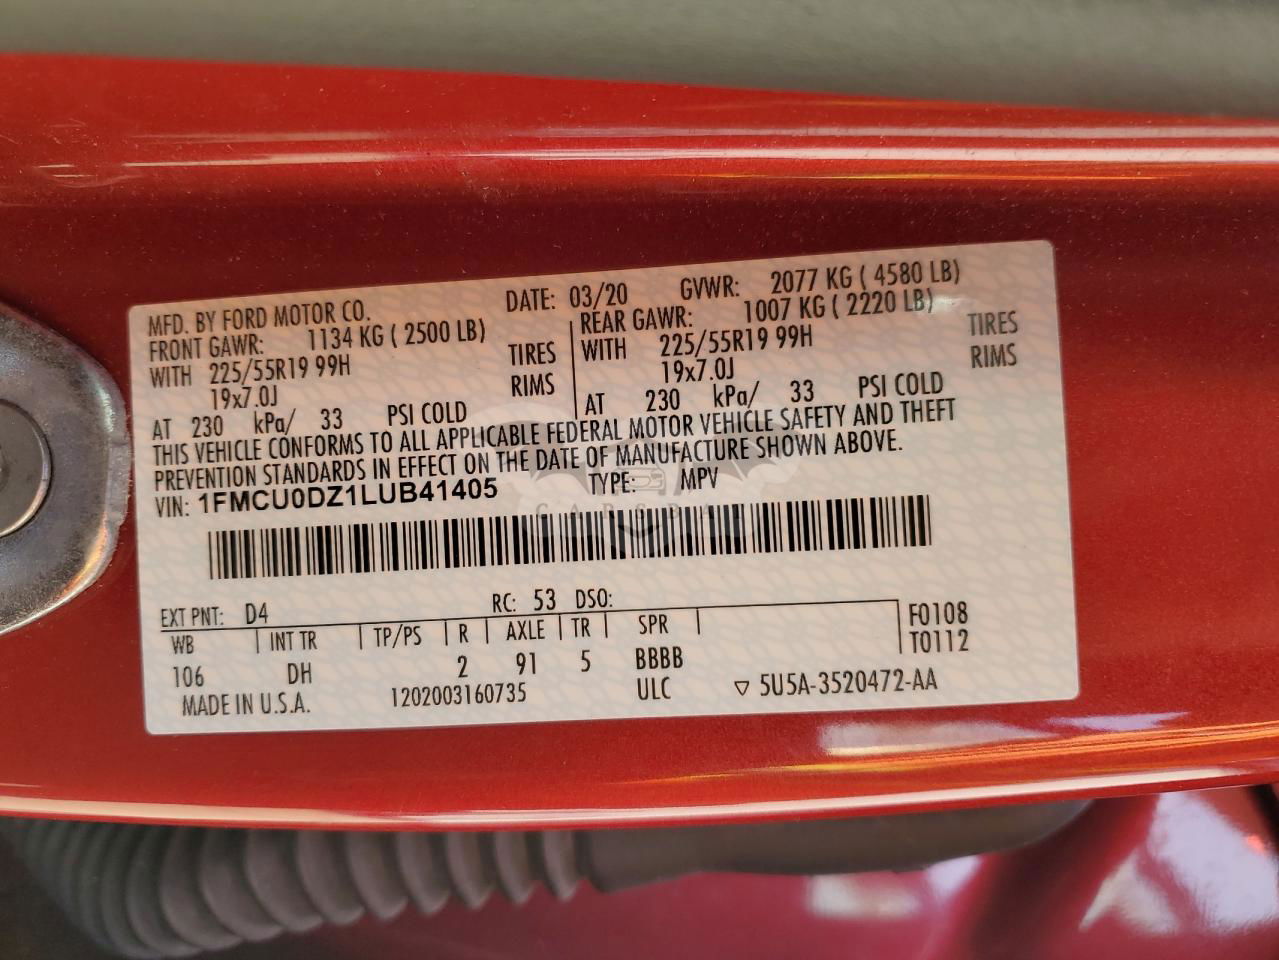 MFD. BY FORD MOTOR CO. DATE: 03/20 GVWR: 2077 KG ( 4580 LB)
FRONT GAWR: 1134 KG ( 2500 LB) REAR GAWR: 1007 KG ( 2220 LB)
WITH 225/55R19 99H TIRES WITH 225/55R19 99H TIRES
19x7.0J RIMS 19x7.0J RIMS
AT 230 kPa/ 33 PSI COLD AT 230 kPa/ 33 PSI COLD
THIS VEHICLE CONFORMS TO ALL APPLICABLE FEDERAL MOTOR VEHICLE SAFETY AND THEFT
PREVENTION STANDARDS IN EFFECT ON THE DATE OF MANUFACTURE SHOWN ABOVE.
VIN: 1FMCU0DZ1LUB41405 TYPE: MPV
EXT PNT: D4 RC: 53 DSO:
WB INT TR TP/PS R AXLE TR SPR F0108
T0112
106 DH 2 91 5 BBBB
MADE IN U.S.A. 1202003160735 ULC ▽ 5U5A-3520472-AA